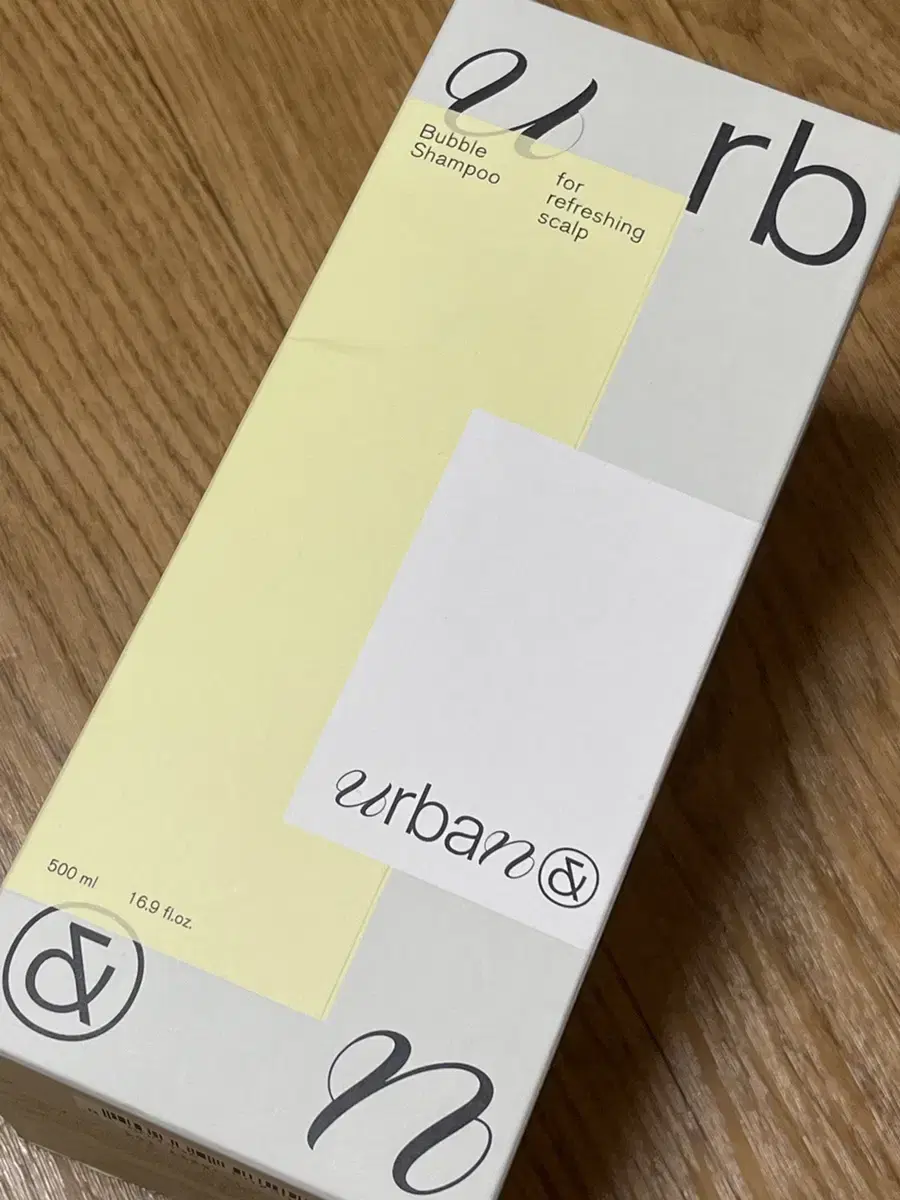 u rb
Bubble
Shampoo
for
refreshing
scalp
urban&
500 ml
16.9 fl.oz.
&
n